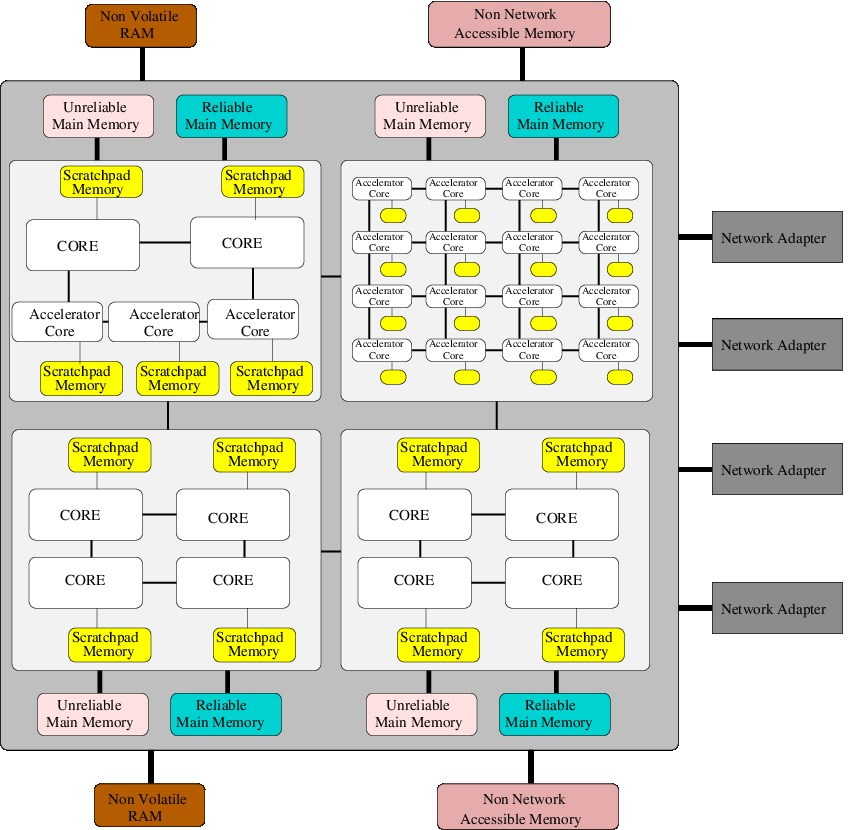 Non Volatile
RAM
Non Network
Accessible Memory
Unreliable
Main Memory
Reliable
Main Memory
Unreliable
Main Memory
Reliable
Main Memory
Scratchpad
Memory
Scratchpad
Memory
CORE
CORE
Accelerator
Core
Accelerator
Core
Accelerator
Core
Scratchpad
Memory
Scratchpad
Memory
Scratchpad
Memory
Accelerator
Core
Accelerator
Core
Accelerator
Core
Accelerator
Core
Accelerator
Core
Accelerator
Core
Accelerator
Core
Accelerator
Core
Accelerator
Core
Accelerator
Core
Accelerator
Core
Accelerator
Core
Accelerator
Core
Accelerator
Core
Accelerator
Core
Accelerator
Core
Network Adapter
Network Adapter
Network Adapter
Network Adapter
Scratchpad
Memory
Scratchpad
Memory
CORE
CORE
CORE
CORE
Scratchpad
Memory
Scratchpad
Memory
Scratchpad
Memory
Scratchpad
Memory
CORE
CORE
CORE
CORE
Scratchpad
Memory
Scratchpad
Memory
Unreliable
Main Memory
Reliable
Main Memory
Unreliable
Main Memory
Reliable
Main Memory
Non Volatile
RAM
Non Network
Accessible Memory